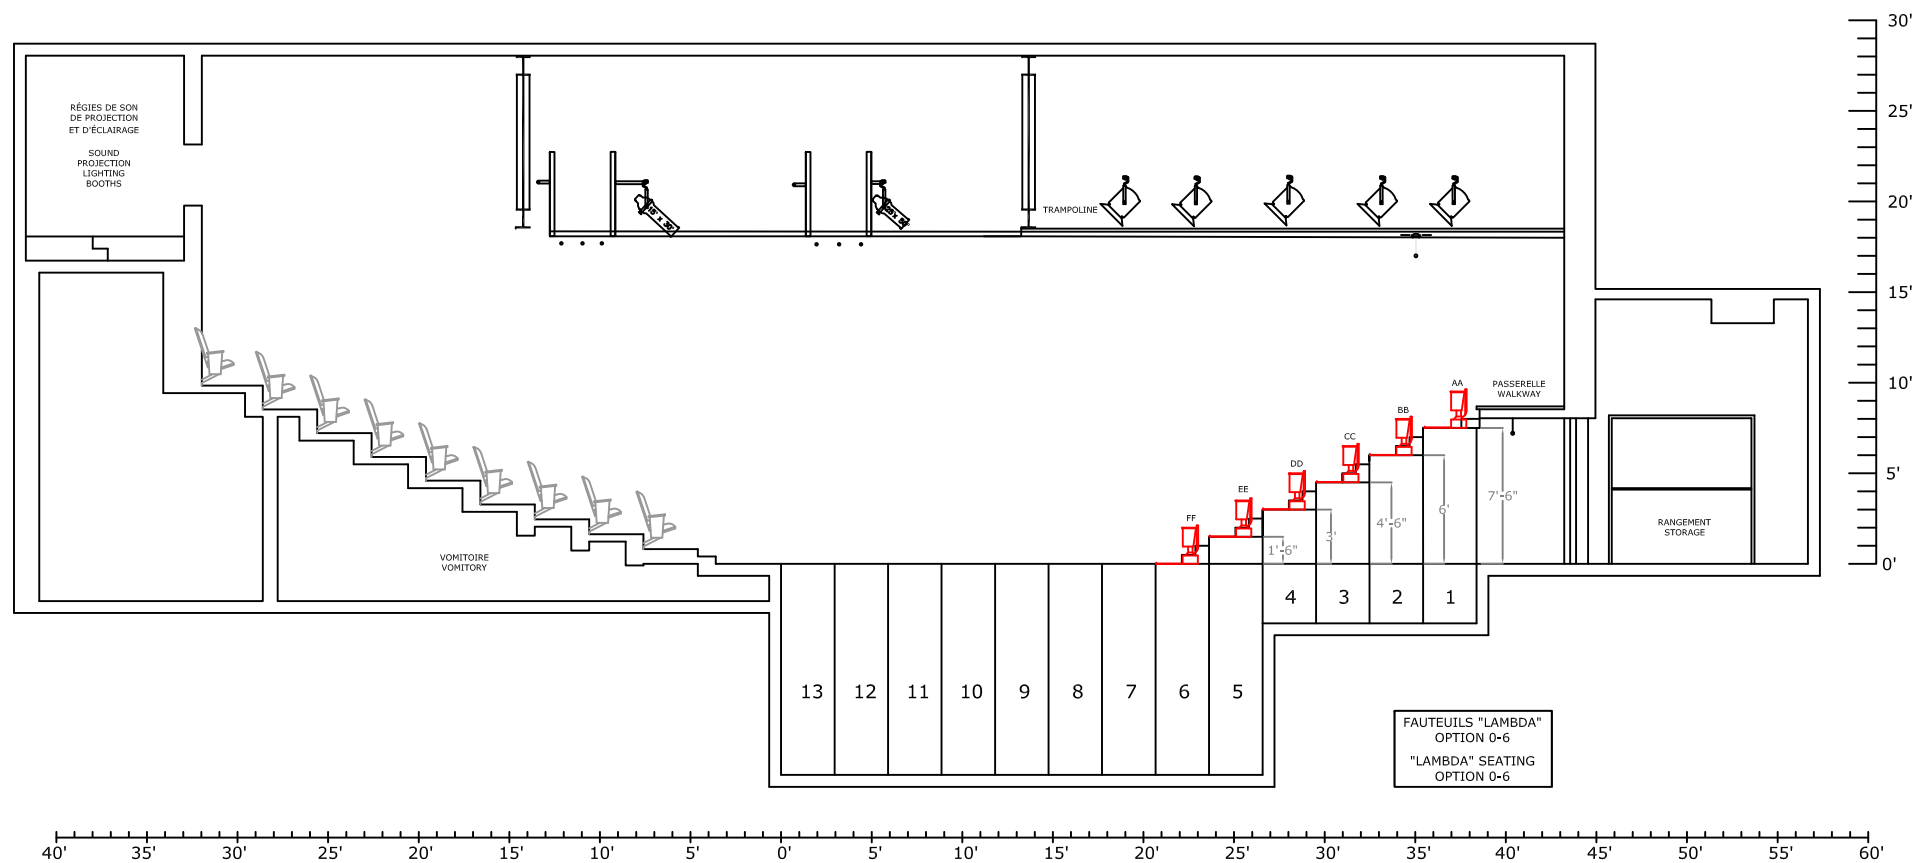 30'
RÉGIES DE SON
DE PROJECTION
ET D'ÉCLAIRAGE
SOUND
PROJECTION
LIGHTING
BOOTHS
25'
20'
15' x 30'
25 x 50'
TRAMPOLINE
15'
10'
AA
PASSERELLE
WALKWAY
BB
CC
DD
EE
FF
5'
7'-6"
6'
4'-6"
3'
1'-6"
RANGEMENT
STORAGE
VOMITOIRE
VOMITORY
0'
4
3
2
1
13
12
11
10
9
8
7
6
5
FAUTEUILS "LAMBDA"
OPTION 0-6
"LAMBDA" SEATING
OPTION 0-6
40' 35' 30' 25' 20' 15' 10' 5' 0' 5' 10' 15' 20' 25' 30' 35' 40' 45' 50' 55' 60'